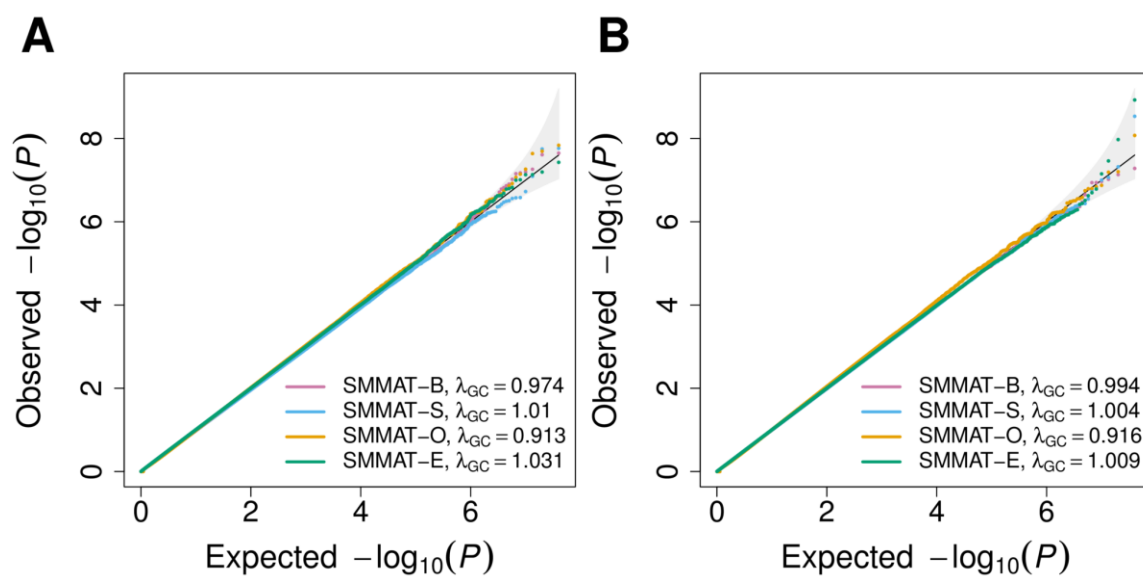 A
Observed −log10(P)
8
6
4
2
0
SMMAT−B, λGC = 0.974
SMMAT−S, λGC = 1.01
SMMAT−O, λGC = 0.913
SMMAT−E, λGC = 1.031
0 2 4 6
Expected −log10(P)
B
Observed −log10(P)
8
6
4
2
0
SMMAT−B, λGC = 0.994
SMMAT−S, λGC = 1.004
SMMAT−O, λGC = 0.916
SMMAT−E, λGC = 1.009
0 2 4 6
Expected −log10(P)